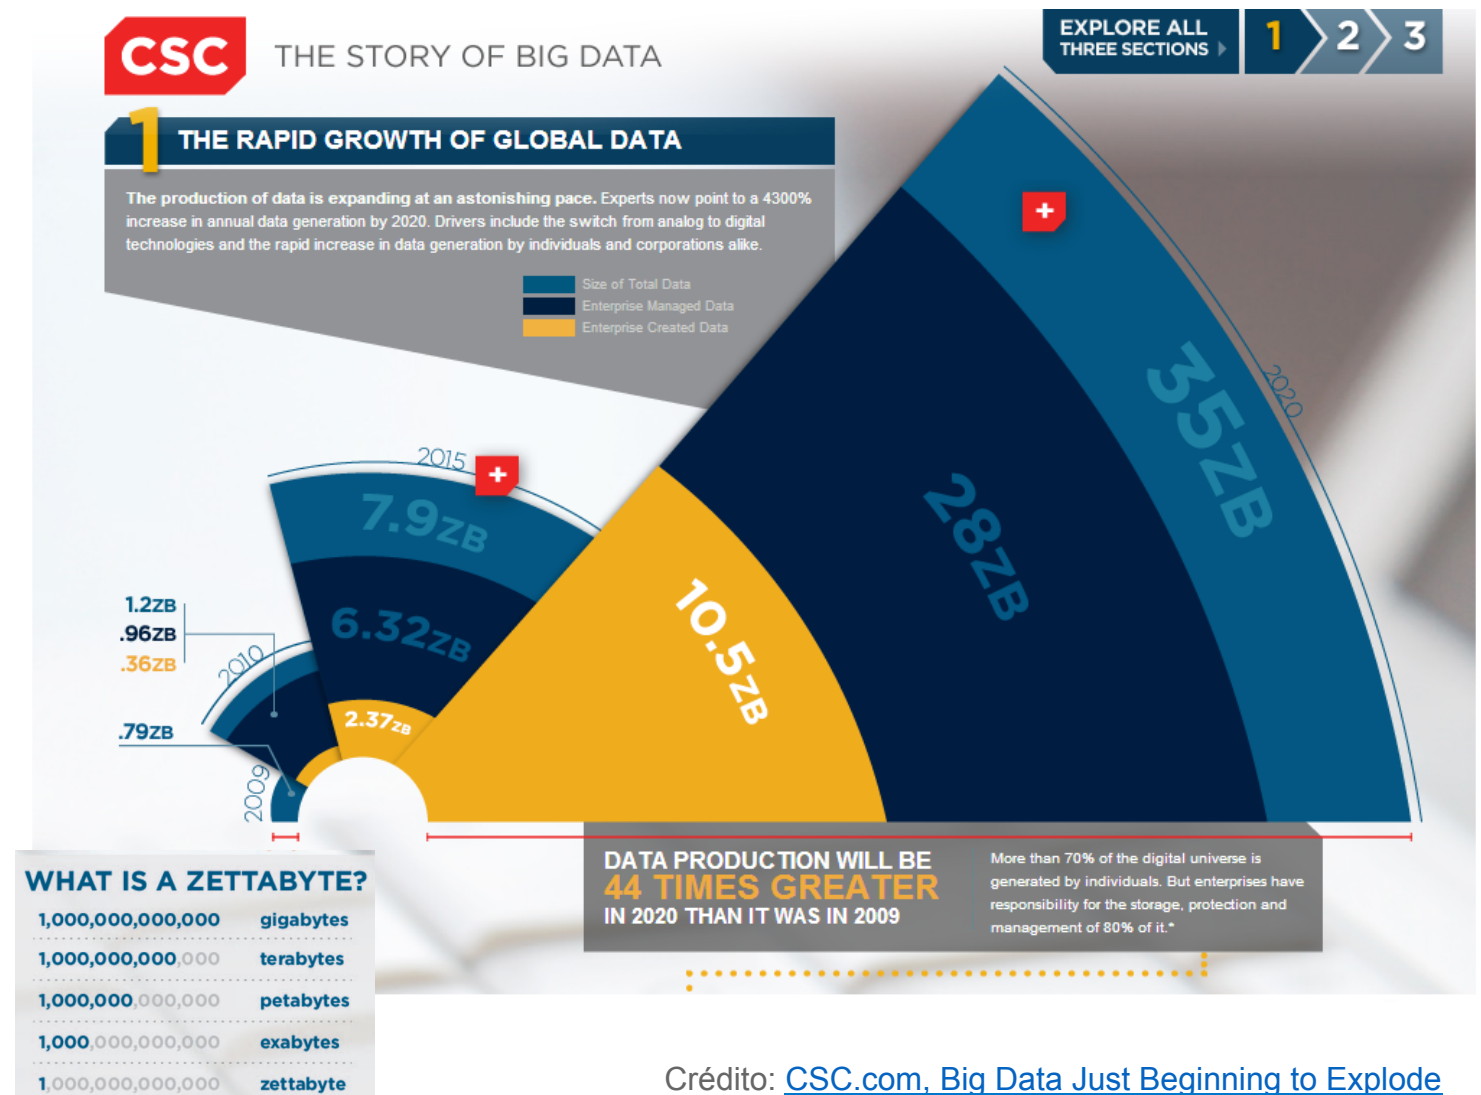 CSC
THE STORY OF BIG DATA
EXPLORE ALL
THREE SECTIONS
1
2
3
1
THE RAPID GROWTH OF GLOBAL DATA
The production of data is expanding at an astonishing pace. Experts now point to a 4300%
increase in annual data generation by 2020. Drivers include the switch from analog to digital
technologies and the rapid increase in data generation by individuals and corporations alike.
Size of Total Data
Enterprise Managed Data
Enterprise Created Data
+
2020
35ZB
28ZB
10.5ZB
2015
+
7.9ZB
6.32ZB
2.37ZB
1.2ZB
.96ZB
.36ZB
2010
.79ZB
2009
DATA PRODUCTION WILL BE
44 TIMES GREATER
IN 2020 THAN IT WAS IN 2009
More than 70% of the digital universe is
generated by individuals. But enterprises have
responsibility for the storage, protection and
management of 80% of it.*
WHAT IS A ZETTABYTE?
1,000,000,000,000 gigabytes
1,000,000,000,000 terabytes
1,000,000,000,000 petabytes
1,000,000,000,000 exabytes
1,000,000,000,000 zettabyte
Crédito: CSC.com, Big Data Just Beginning to Explode